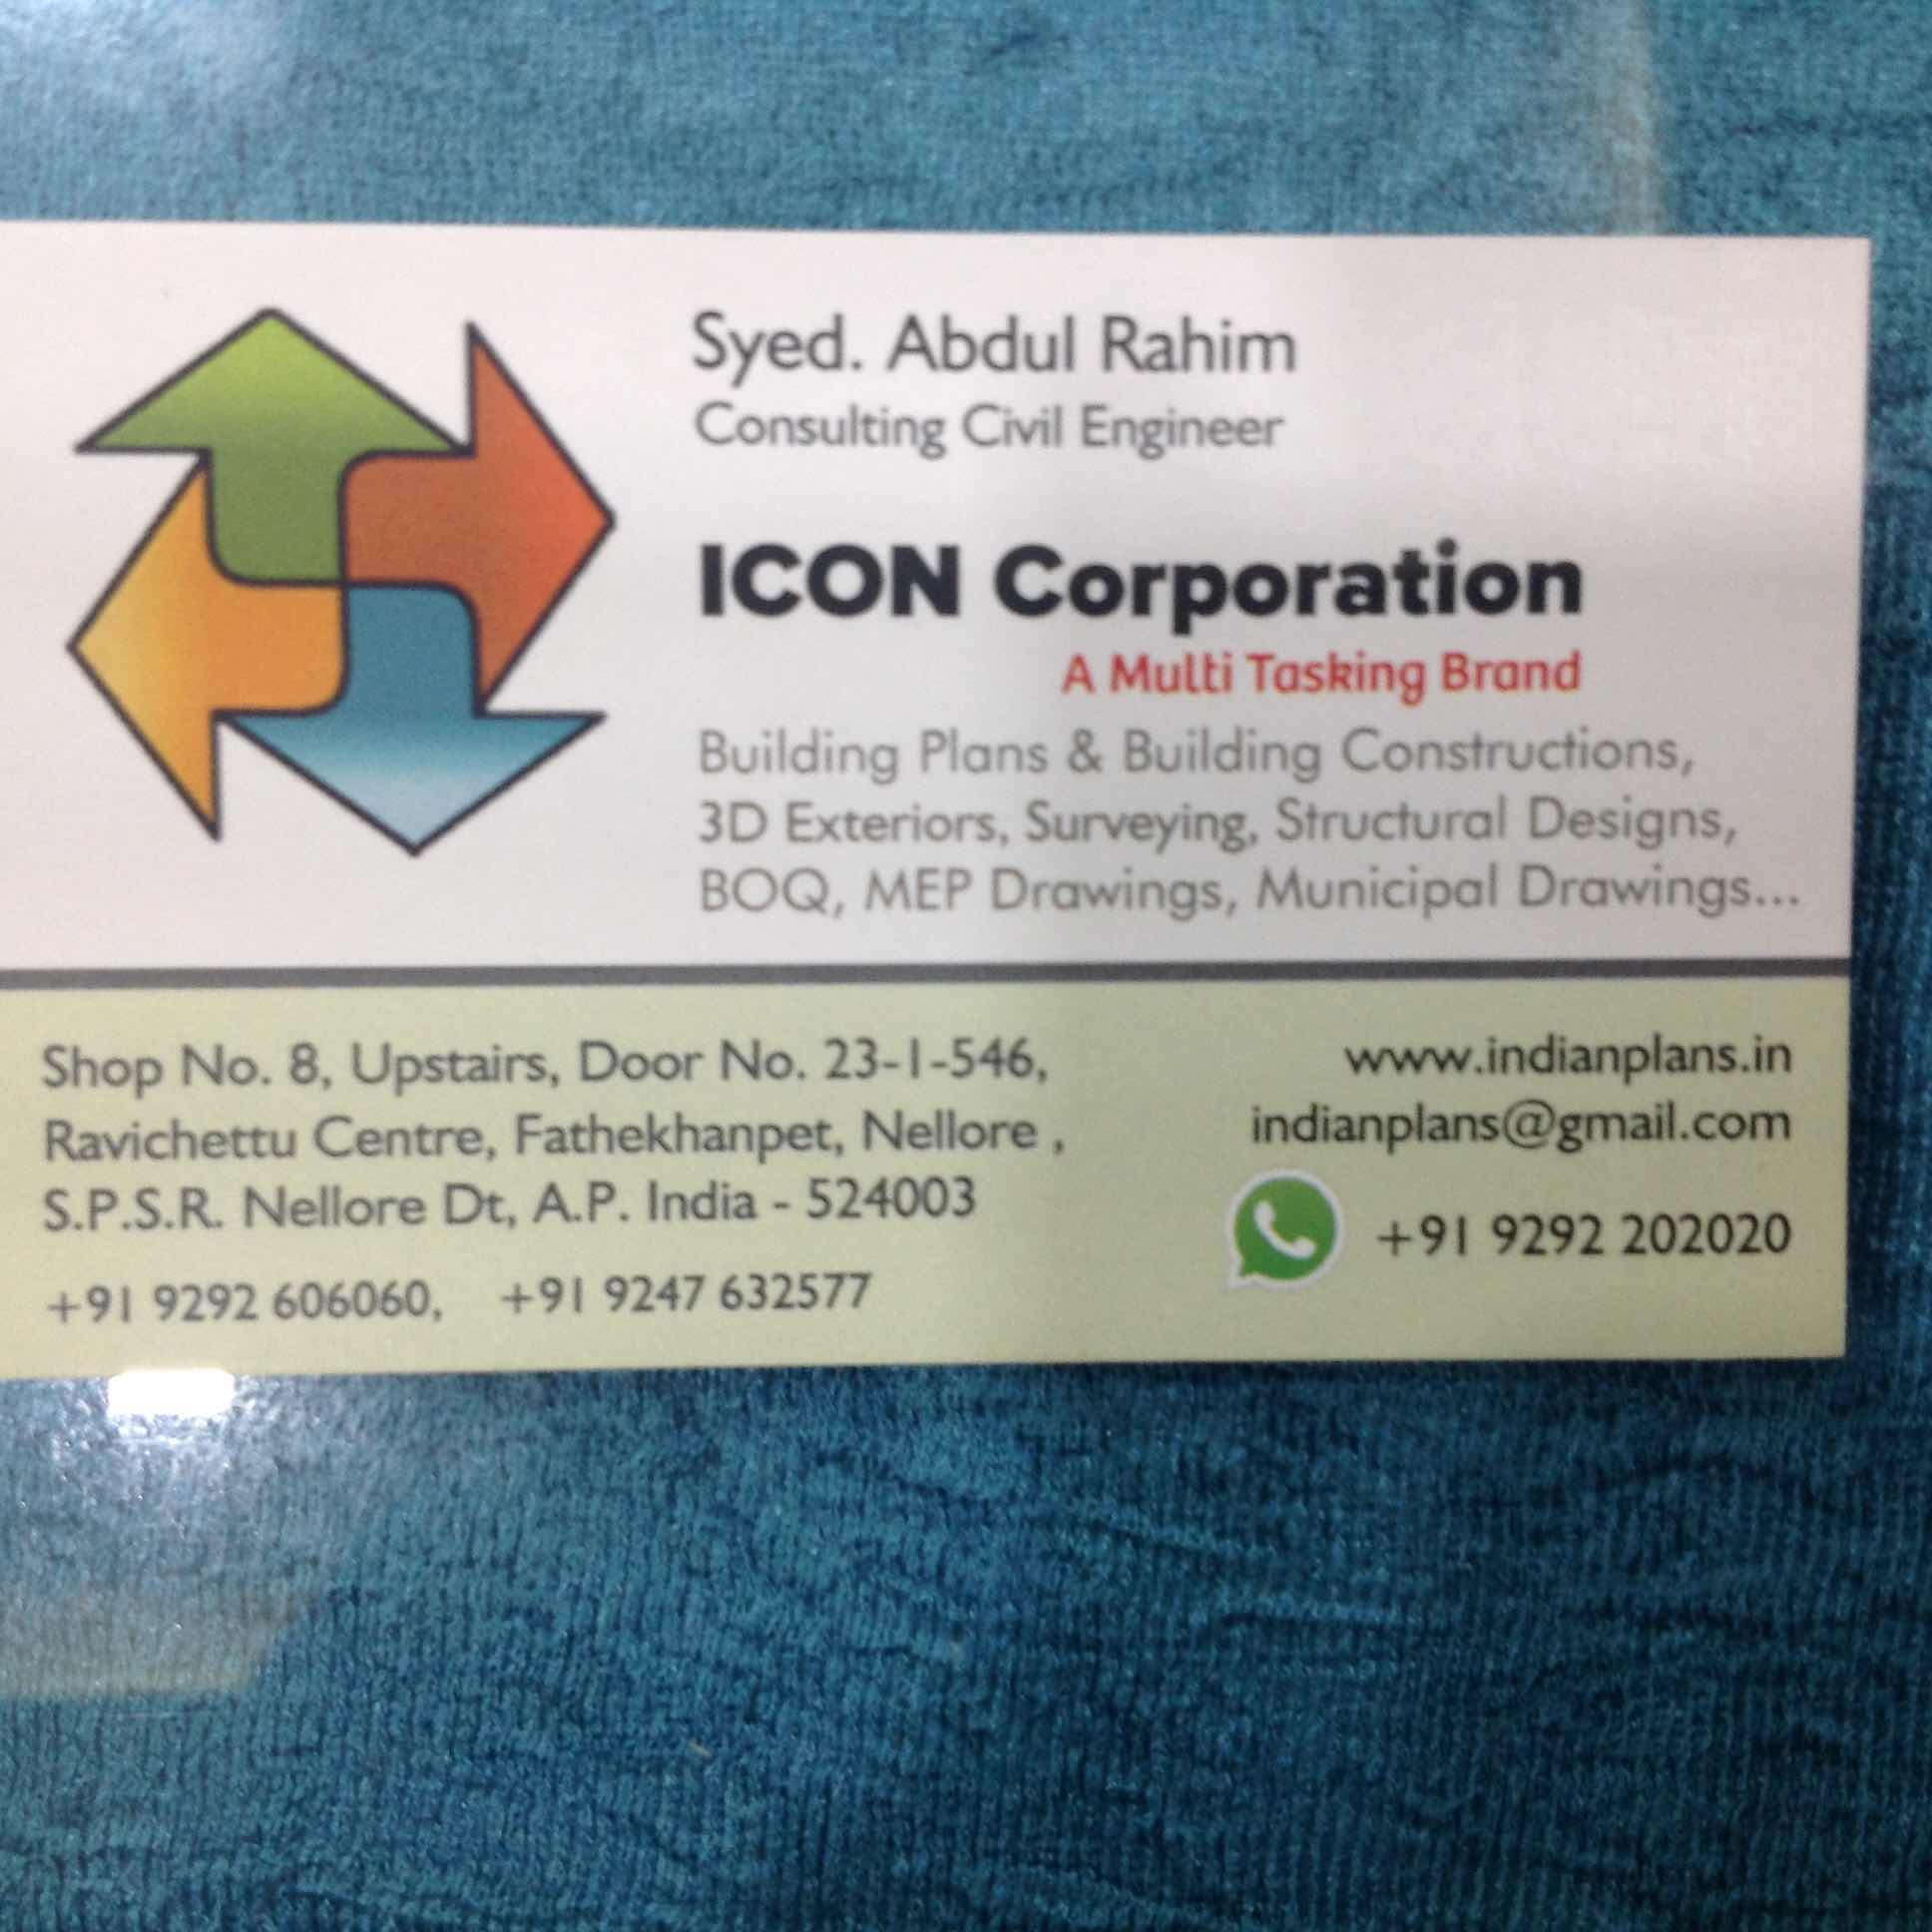 Syed. Abdul Rahim
Consulting Civil Engineer
ICON Corporation
A Multi Tasking Brand
Building Plans & Building Constructions,
3D Exteriors, Surveying, Structural Designs,
BOQ, MEP Drawings, Municipal Drawings...
Shop No. 8, Upstairs, Door No. 23-1-546,
Ravichettu Centre, Fathekhanpet, Nellore ,
S.P.S.R. Nellore Dt, A.P. India - 524003
+91 9292 606060, +91 9247 632577
www.indianplans.in
indianplans@gmail.com
+91 9292 202020